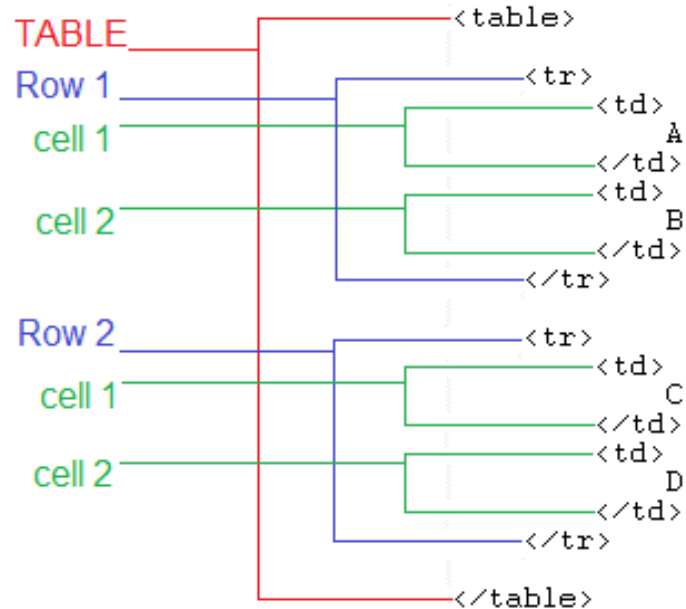 <table>
TABLE
<tr>
Row 1
<td>
cell 1
A
</td>
<td>
cell 2
B
</td>
</tr>
Row 2
<tr>
<td>
cell 1
C
</td>
<td>
cell 2
D
</td>
</tr>
</table>